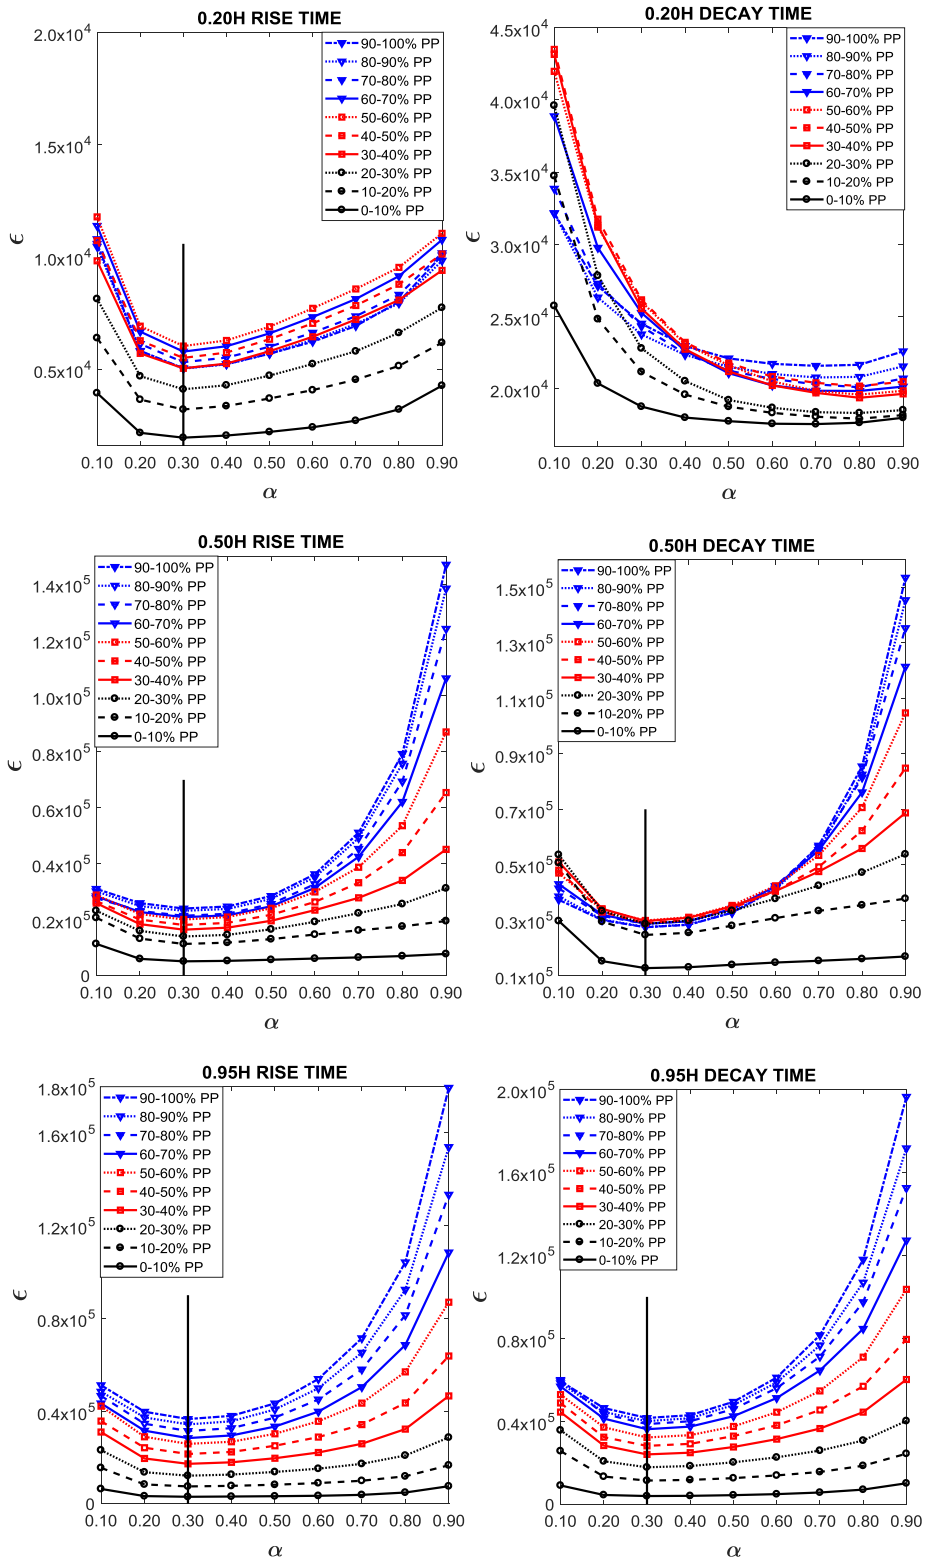 0.20H RISE TIME
2.0x10^4
1.5x10^4
1.0x10^4
0.5x10^4
ϵ
90-100% PP
80-90% PP
70-80% PP
60-70% PP
50-60% PP
40-50% PP
30-40% PP
20-30% PP
10-20% PP
0-10% PP
0.10 0.20 0.30 0.40 0.50 0.60 0.70 0.80 0.90
α
0.20H DECAY TIME
4.5x10^4
4.0x10^4
3.5x10^4
3.0x10^4
2.5x10^4
2.0x10^4
ϵ
90-100% PP
80-90% PP
70-80% PP
60-70% PP
50-60% PP
40-50% PP
30-40% PP
20-30% PP
10-20% PP
0-10% PP
0.10 0.20 0.30 0.40 0.50 0.60 0.70 0.80 0.90
α
0.50H RISE TIME
1.4x10^5
1.2x10^5
1.0x10^5
0.8x10^5
0.6x10^5
0.4x10^5
0.2x10^5
0
ϵ
90-100% PP
80-90% PP
70-80% PP
60-70% PP
50-60% PP
40-50% PP
30-40% PP
20-30% PP
10-20% PP
0-10% PP
0.10 0.20 0.30 0.40 0.50 0.60 0.70 0.80 0.90
α
0.50H DECAY TIME
1.5x10^5
1.3x10^5
1.1x10^5
0.9x10^5
0.7x10^5
0.5x10^5
0.3x10^5
0.1x10^5
ϵ
90-100% PP
80-90% PP
70-80% PP
60-70% PP
50-60% PP
40-50% PP
30-40% PP
20-30% PP
10-20% PP
0-10% PP
0.10 0.20 0.30 0.40 0.50 0.60 0.70 0.80 0.90
α
0.95H RISE TIME
1.8x10^5
1.6x10^5
1.2x10^5
0.8x10^5
0.4x10^5
0
ϵ
90-100% PP
80-90% PP
70-80% PP
60-70% PP
50-60% PP
40-50% PP
30-40% PP
20-30% PP
10-20% PP
0-10% PP
0.10 0.20 0.30 0.40 0.50 0.60 0.70 0.80 0.90
α
0.95H DECAY TIME
2.0x10^5
1.6x10^5
1.2x10^5
0.8x10^5
0.4x10^5
0
ϵ
90-100% PP
80-90% PP
70-80% PP
60-70% PP
50-60% PP
40-50% PP
30-40% PP
20-30% PP
10-20% PP
0-10% PP
0.10 0.20 0.30 0.40 0.50 0.60 0.70 0.80 0.90
α